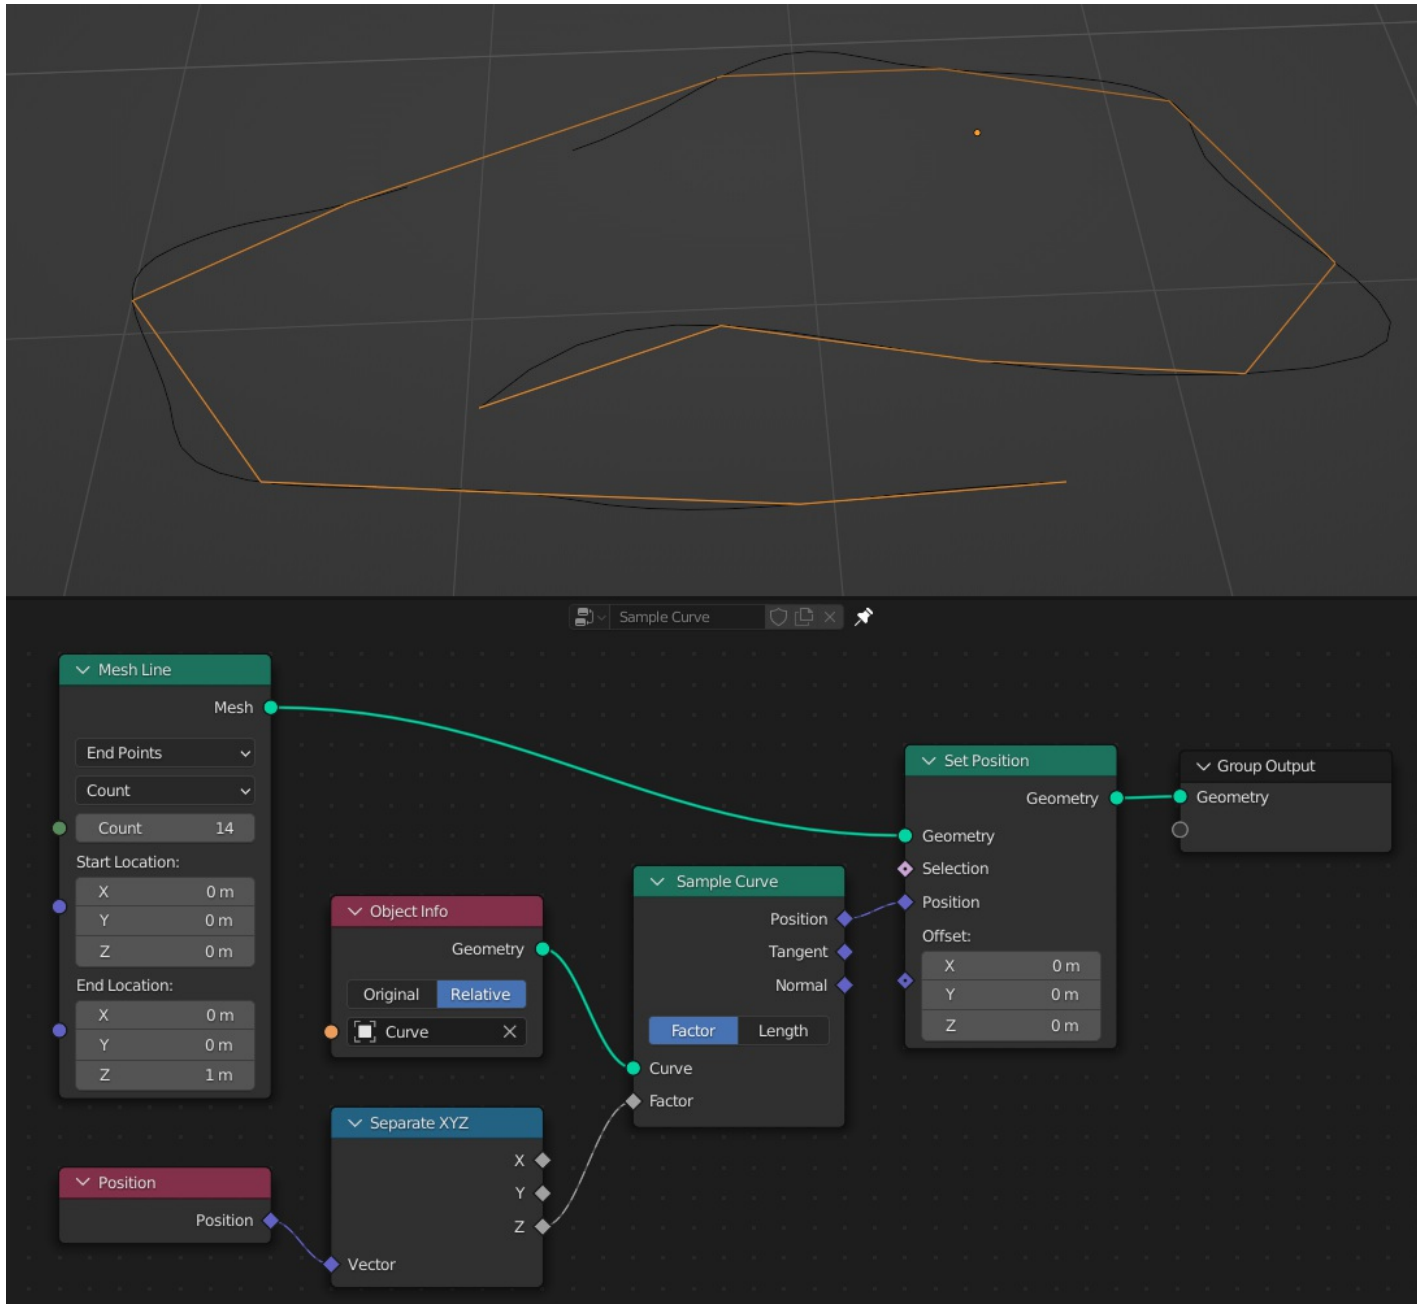 Sample Curve
Mesh Line
Mesh
End Points
Count
Count 14
Start Location:
X 0 m
Y 0 m
Z 0 m
End Location:
X 0 m
Y 0 m
Z 1 m
Position
Position
Object Info
Geometry
Original Relative
Curve
Separate XYZ
X
Y
Z
Vector
Sample Curve
Position
Tangent
Normal
Factor Length
Curve
Factor
Set Position
Geometry
Geometry
Selection
Position
Offset:
X 0 m
Y 0 m
Z 0 m
Group Output
Geometry